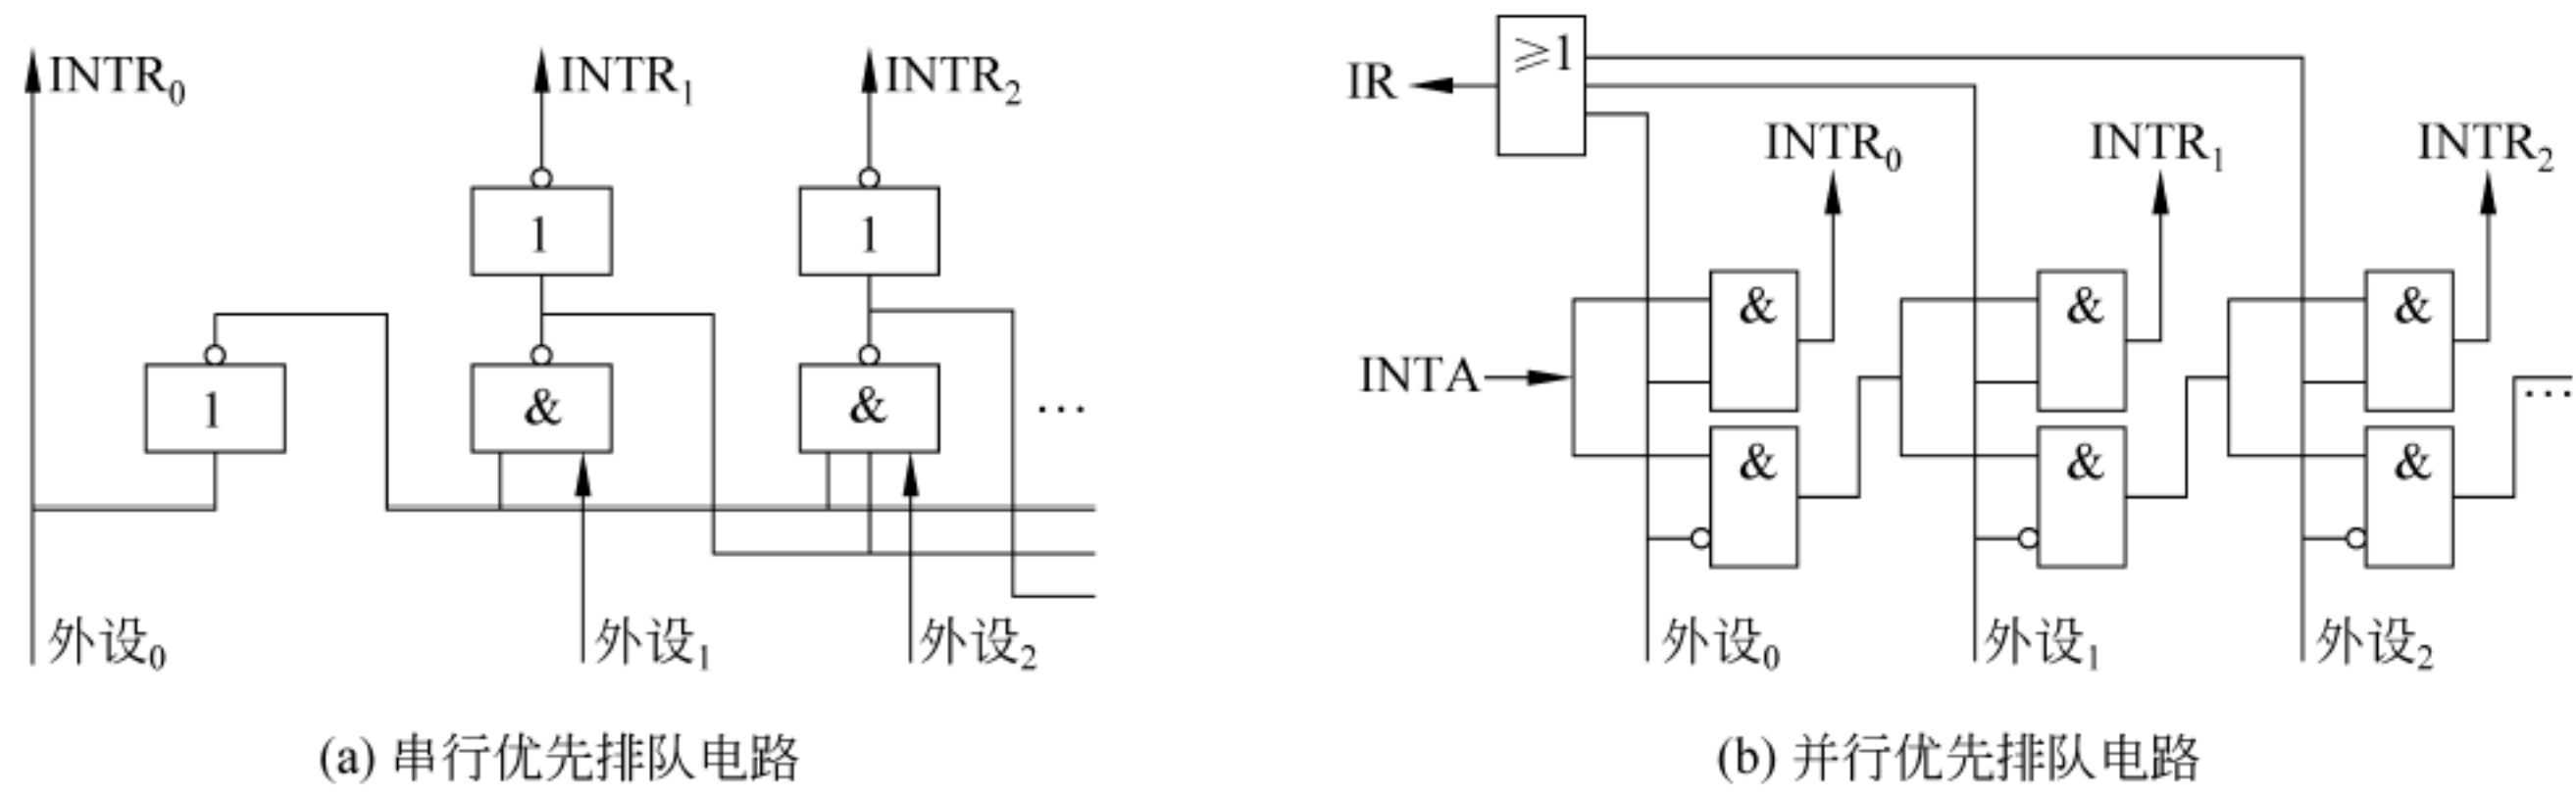 INTR₀
INTR₁
INTR₂
1
1
1
&
&
…
外设₀
外设₁
外设₂
(a) 串行优先排队电路
≥1
IR
INTR₀
INTR₁
INTR₂
&
&
&
INTA
…
&
&
&
外设₀
外设₁
外设₂
(b) 并行优先排队电路